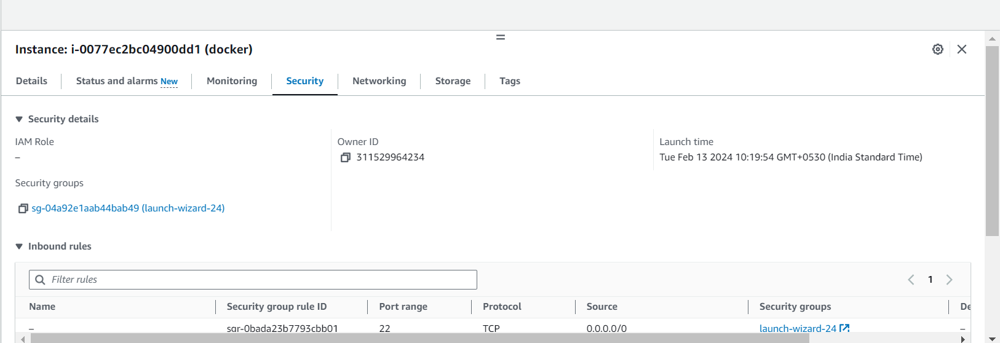 Instance: i-0077ec2bc04900dd1 (docker)
Details Status and alarms New Monitoring Security Networking Storage Tags
Security details
IAM Role Owner ID Launch time
– 311529964234 Tue Feb 13 2024 10:19:54 GMT+0530 (India Standard Time)
Security groups
sg-04a92e1aab44bab49 (launch-wizard-24)
Inbound rules
Filter rules 1
Name Security group rule ID Port range Protocol Source Security groups De
– sgr-0bada23b7793cbb01 22 TCP 0.0.0.0/0 launch-wizard-24 –